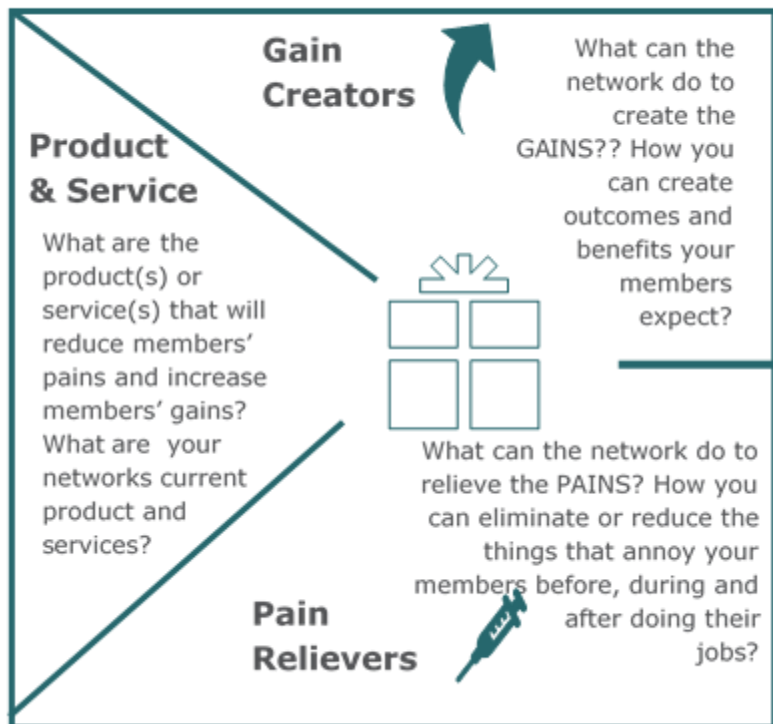 Gain
Creators
What can the
network do to
create the
GAINS?? How you
can create
outcomes and
benefits your
members
expect?
Product
& Service
What are the
product(s) or
service(s) that will
reduce members’
pains and increase
members’ gains?
What are your
networks current
product and
services?
What can the network do to
relieve the PAINS? How you
can eliminate or reduce the
things that annoy your
members before, during and
after doing their
jobs?
Pain
Relievers